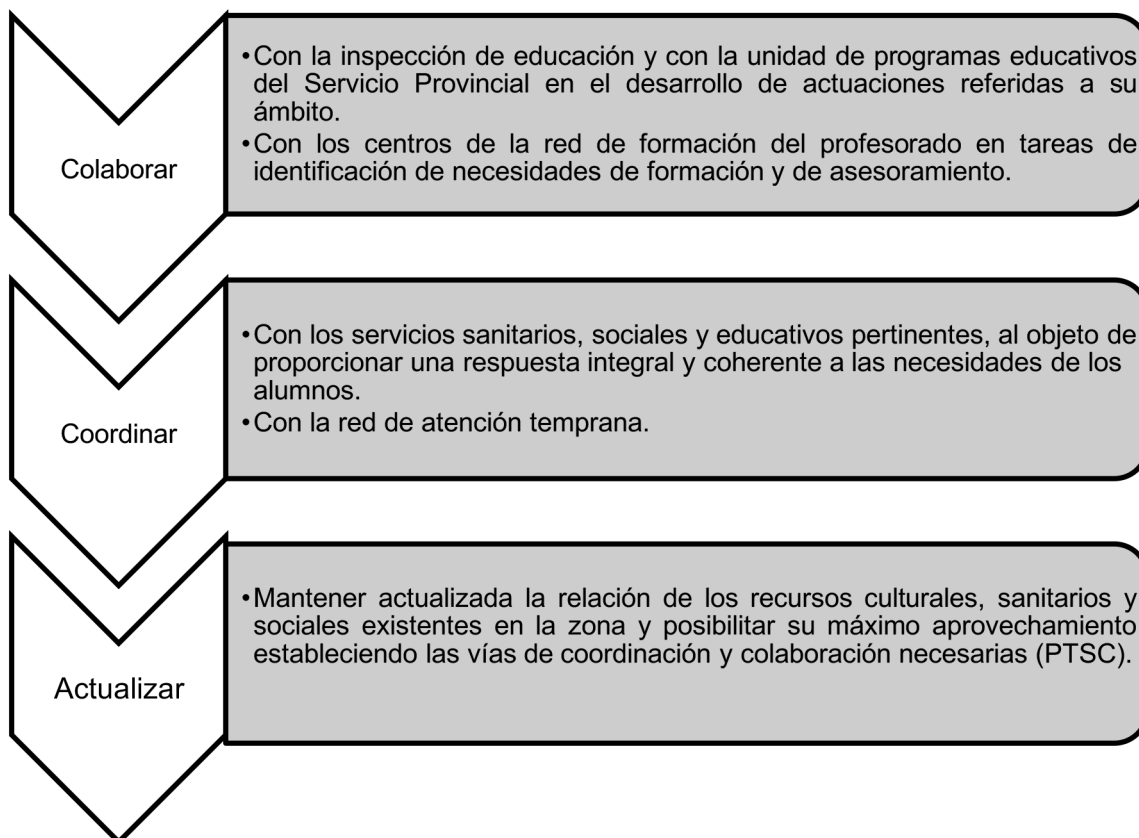 Colaborar
•Con la inspección de educación y con la unidad de programas educativos
del Servicio Provincial en el desarrollo de actuaciones referidas a su
ámbito.
•Con los centros de la red de formación del profesorado en tareas de
identificación de necesidades de formación y de asesoramiento.
Coordinar
•Con los servicios sanitarios, sociales y educativos pertinentes, al objeto de
proporcionar una respuesta integral y coherente a las necesidades de los
alumnos.
•Con la red de atención temprana.
Actualizar
•Mantener actualizada la relación de los recursos culturales, sanitarios y
sociales existentes en la zona y posibilitar su máximo aprovechamiento
estableciendo las vías de coordinación y colaboración necesarias (PTSC).